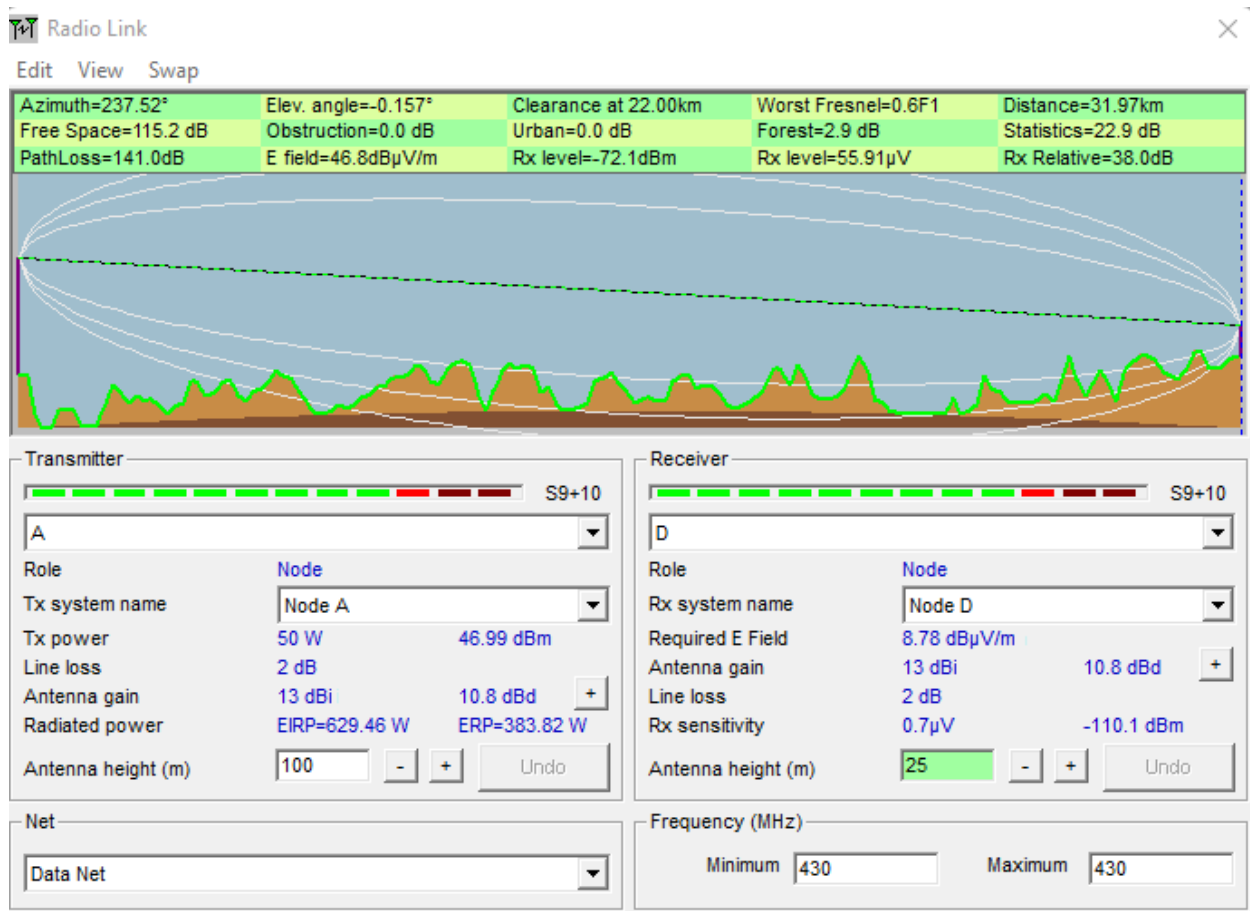 Radio Link
Edit View Swap
Azimuth=237.52° Elev. angle=-0.157° Clearance at 22.00km Worst Fresnel=0.6F1 Distance=31.97km
Free Space=115.2 dB Obstruction=0.0 dB Urban=0.0 dB Forest=2.9 dB Statistics=22.9 dB
PathLoss=141.0dB E field=46.8dBµV/m Rx level=-72.1dBm Rx level=55.91µV Rx Relative=38.0dB
Transmitter
S9+10
A
Role Node
Tx system name Node A
Tx power 50 W 46.99 dBm
Line loss 2 dB
Antenna gain 13 dBi 10.8 dBd +
Radiated power EIRP=629.46 W ERP=383.82 W
Antenna height (m) 100 - + Undo
Receiver
S9+10
D
Role Node
Rx system name Node D
Required E Field 8.78 dBµV/m
Antenna gain 13 dBi 10.8 dBd +
Line loss 2 dB
Rx sensitivity 0.7µV -110.1 dBm
Antenna height (m) 25 - + Undo
Net
Data Net
Frequency (MHz)
Minimum 430 Maximum 430